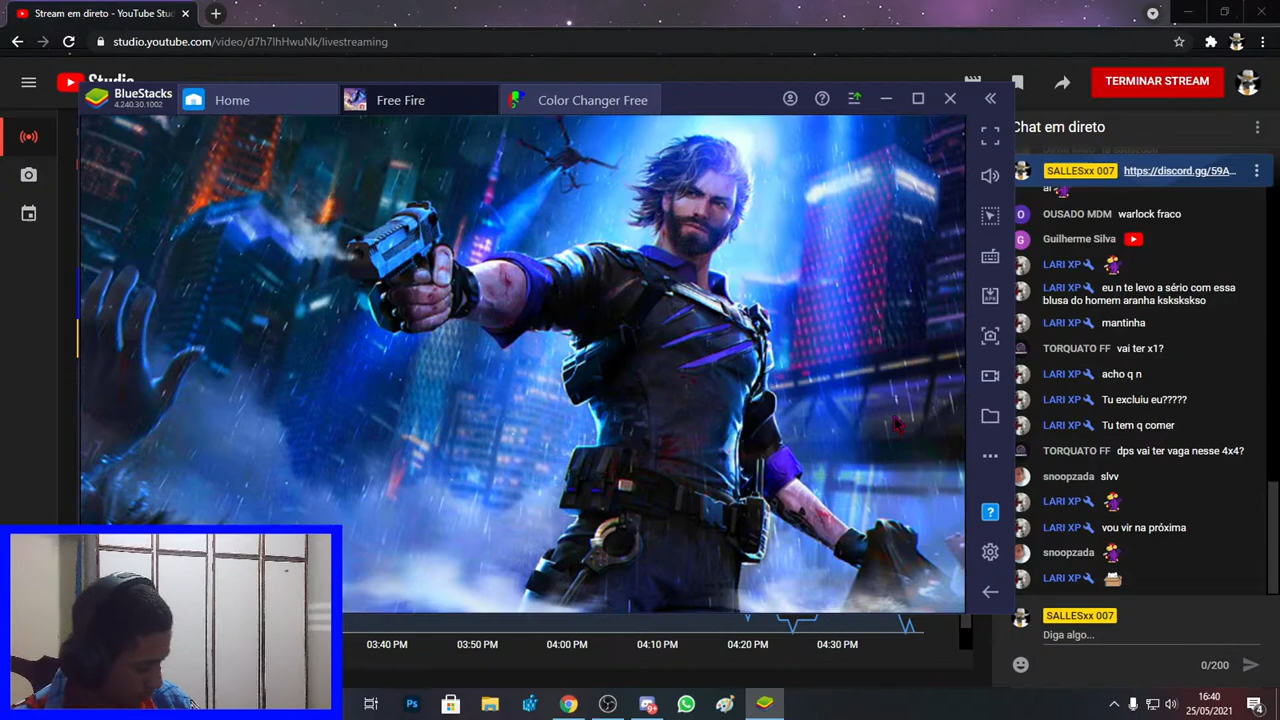 Stream em direto - YouTube Stu
studio.youtube.com/video/d7h7lhHwuNk/livestreaming
Studio
TERMINAR STREAM
BlueStacks
4.240.30.1002
Home
Free Fire
Color Changer Free
Chat em direto
SALLESxx 007 https://discord.gg/59A...
OUSADO MDM warlock fraco
Guilherme Silva
LARI XP
LARI XP eu n te levo a sério com essa
blusa do homem aranha kskskskso
LARI XP mantinha
TORQUATO FF vai ter x1?
LARI XP acho q n
LARI XP Tu excluiu eu?????
LARI XP Tu tem q comer
TORQUATO FF dps vai ter vaga nesse 4x4?
snoopzada slvv
LARI XP
LARI XP vou vir na próxima
snoopzada
LARI XP
SALLESxx 007
Diga algo...
0/200
03:40 PM 03:50 PM 04:00 PM 04:10 PM 04:20 PM 04:30 PM
16:40
25/05/2021